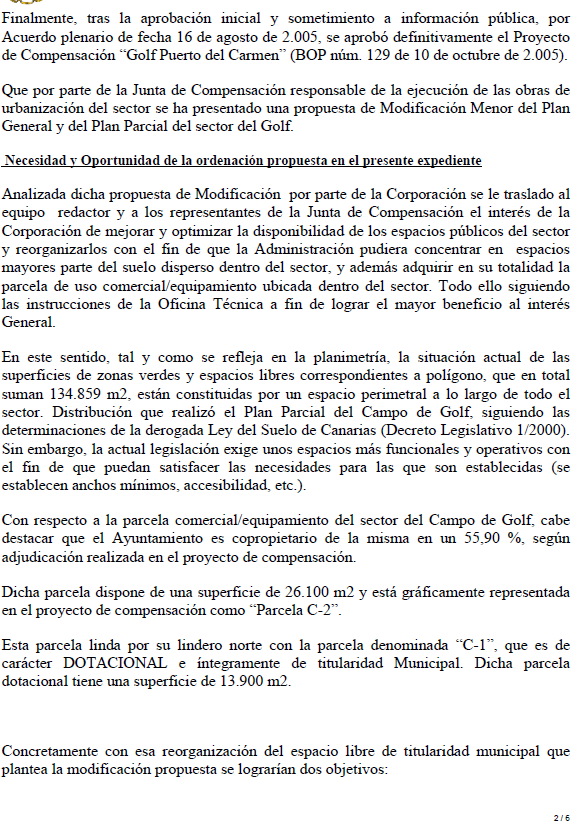 Finalmente, tras la aprobación inicial y sometimiento a información pública, por
Acuerdo plenario de fecha 16 de agosto de 2.005, se aprobó definitivamente el Proyecto
de Compensación “Golf Puerto del Carmen” (BOP núm. 129 de 10 de octubre de 2.005).
Que por parte de la Junta de Compensación responsable de la ejecución de las obras de
urbanización del sector se ha presentado una propuesta de Modificación Menor del Plan
General y del Plan Parcial del sector del Golf.
Necesidad y Oportunidad de la ordenación propuesta en el presente expediente
Analizada dicha propuesta de Modificación por parte de la Corporación se le traslado al
equipo redactor y a los representantes de la Junta de Compensación el interés de la
Corporación de mejorar y optimizar la disponibilidad de los espacios públicos del sector
y reorganizarlos con el fin de que la Administración pudiera concentrar en espacios
mayores parte del suelo disperso dentro del sector, y además adquirir en su totalidad la
parcela de uso comercial/equipamiento ubicada dentro del sector. Todo ello siguiendo
las instrucciones de la Oficina Técnica a fin de lograr el mayor beneficio al interés
General.
En este sentido, tal y como se refleja en la planimetría, la situación actual de las
superficies de zonas verdes y espacios libres correspondientes a polígono, que en total
suman 134.859 m2, están constituidas por un espacio perimetral a lo largo de todo el
sector. Distribución que realizó el Plan Parcial del Campo de Golf, siguiendo las
determinaciones de la derogada Ley del Suelo de Canarias (Decreto Legislativo 1/2000).
Sin embargo, la actual legislación exige unos espacios más funcionales y operativos con
el fin de que puedan satisfacer las necesidades para las que son establecidas (se
establecen anchos mínimos, accesibilidad, etc.).
Con respecto a la parcela comercial/equipamiento del sector del Campo de Golf, cabe
destacar que el Ayuntamiento es copropietario de la misma en un 55,90 %, según
adjudicación realizada en el proyecto de compensación.
Dicha parcela dispone de una superficie de 26.100 m2 y está gráficamente representada
en el proyecto de compensación como “Parcela C-2”.
Esta parcela linda por su lindero norte con la parcela denominada “C-1”, que es de
carácter DOTACIONAL e íntegramente de titularidad Municipal. Dicha parcela
dotacional tiene una superficie de 13.900 m2.
Concretamente con esa reorganización del espacio libre de titularidad municipal que
plantea la modificación propuesta se lograrían dos objetivos:
2 / 6